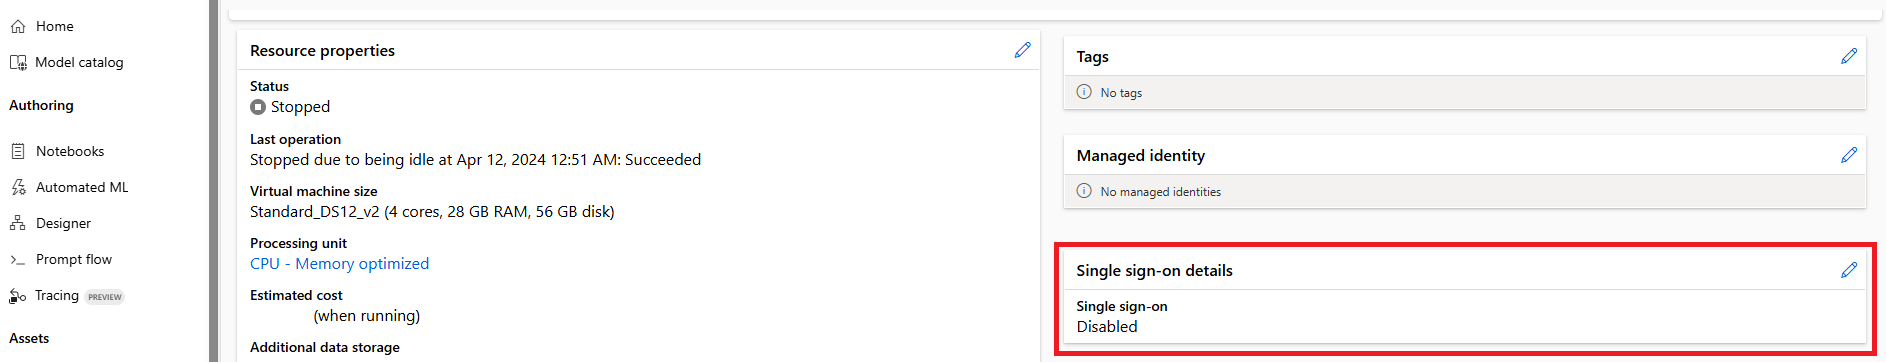 Home
Model catalog
Authoring
Notebooks
Automated ML
Designer
Prompt flow
Tracing PREVIEW
Assets
Resource properties
Status
Stopped
Last operation
Stopped due to being idle at Apr 12, 2024 12:51 AM: Succeeded
Virtual machine size
Standard_DS12_v2 (4 cores, 28 GB RAM, 56 GB disk)
Processing unit
CPU - Memory optimized
Estimated cost
(when running)
Additional data storage
Tags
No tags
Managed identity
No managed identities
Single sign-on details
Single sign-on
Disabled